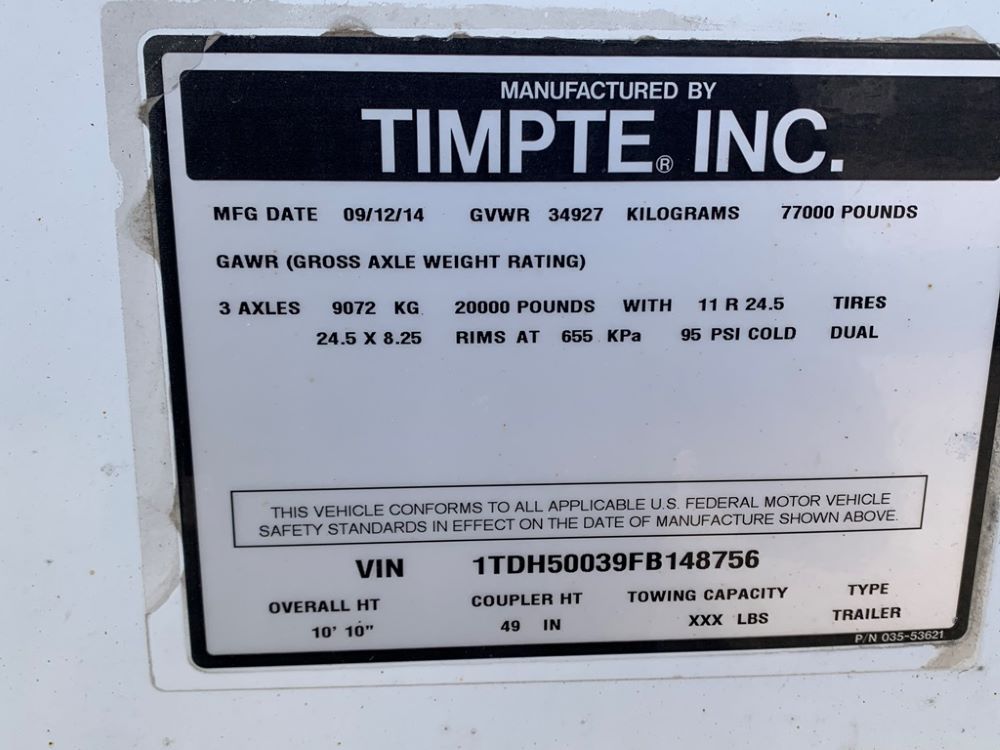 MANUFACTURED BY
TIMPTE® INC.
MFG DATE 09/12/14 GVWR 34927 KILOGRAMS 77000 POUNDS
GAWR (GROSS AXLE WEIGHT RATING)
3 AXLES 9072 KG 20000 POUNDS WITH 11 R 24.5 TIRES
24.5 X 8.25 RIMS AT 655 KPa 95 PSI COLD DUAL
THIS VEHICLE CONFORMS TO ALL APPLICABLE U.S. FEDERAL MOTOR VEHICLE
SAFETY STANDARDS IN EFFECT ON THE DATE OF MANUFACTURE SHOWN ABOVE.
VIN 1TDH50039FB148756
OVERALL HT COUPLER HT TOWING CAPACITY TYPE
10' 10" 49 IN XXX LBS TRAILER
P/N 035-53621